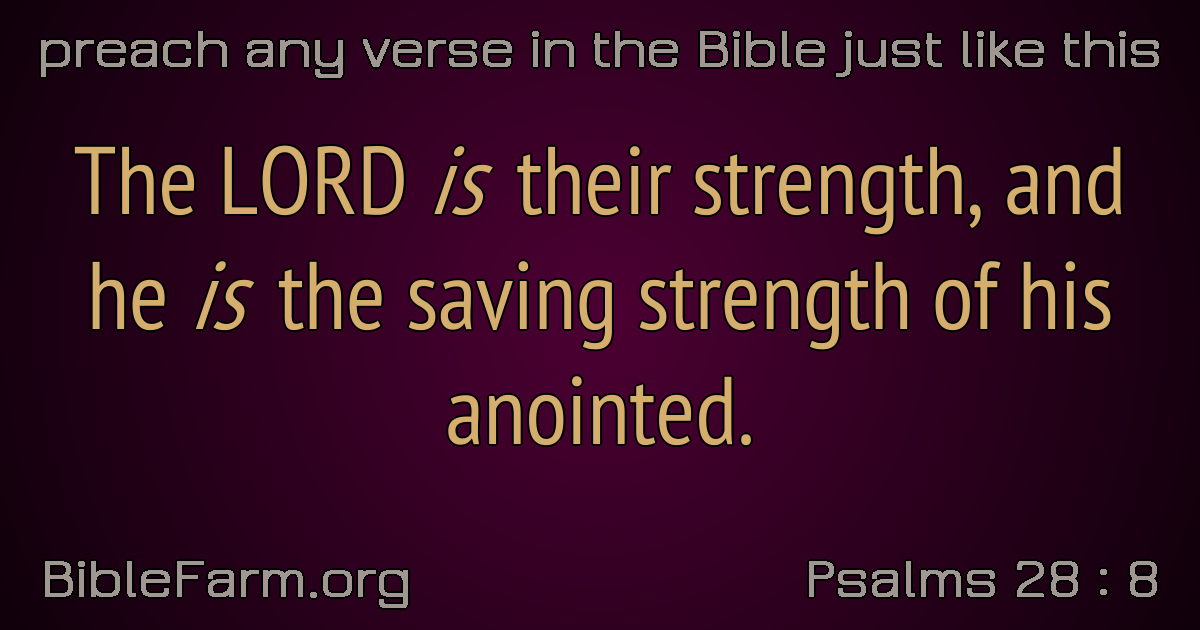 preach any verse in the Bible just like this
The LORD is their strength, and
he is the saving strength of his
anointed.
BibleFarm.org
Psalms 28 : 8